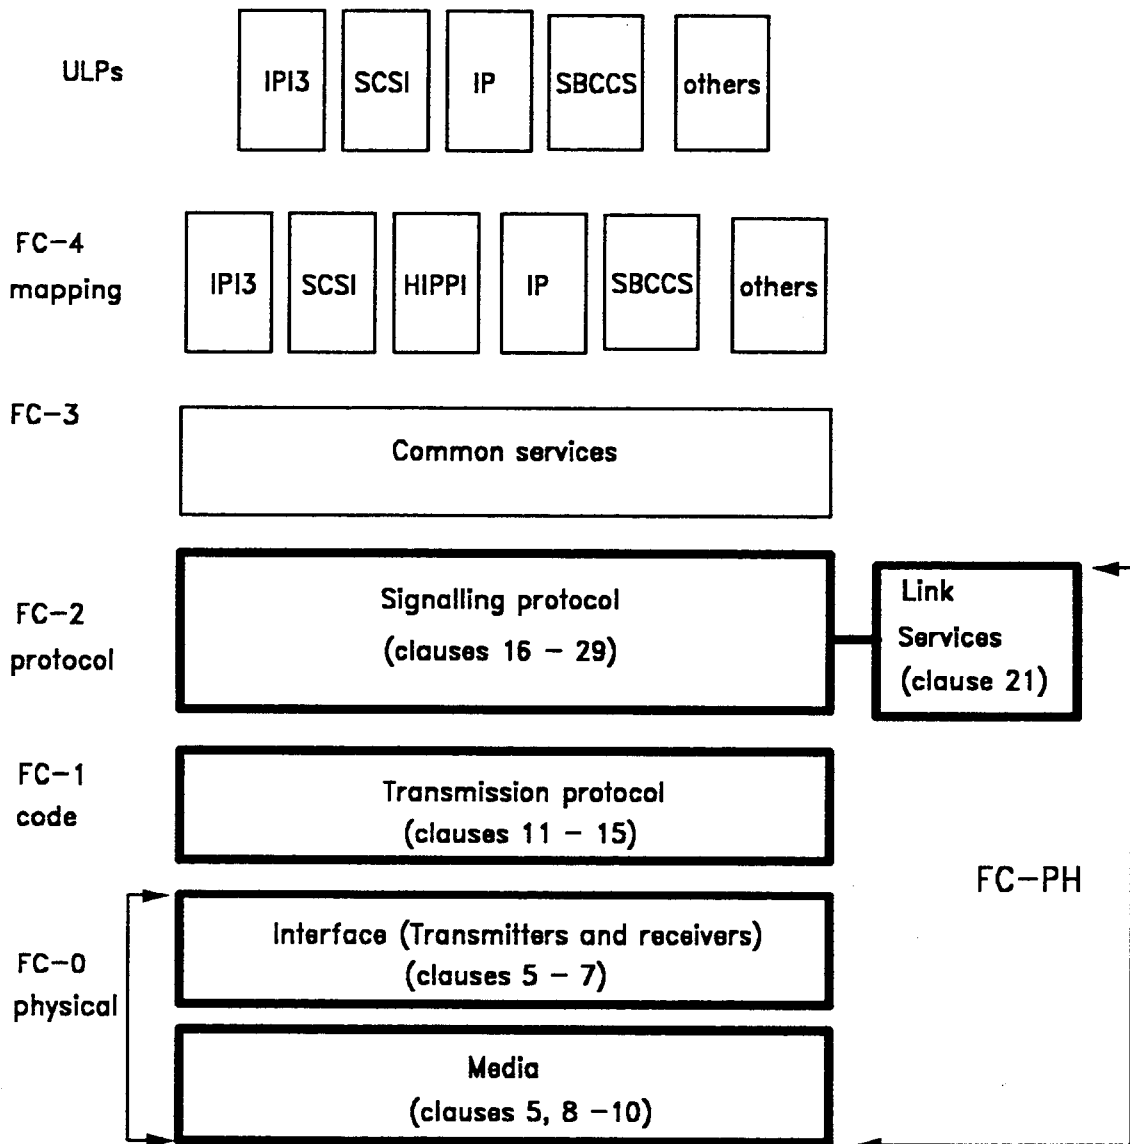 ULPs
IPI3
SCSI
IP
SBCCS
others
FC-4
mapping
IPI3
SCSI
HIPPI
IP
SBCCS
others
FC-3
Common services
FC-2
protocol
Signalling protocol
(clauses 16 - 29)
Link
Services
(clause 21)
FC-1
code
Transmission protocol
(clauses 11 - 15)
FC-PH
FC-0
physical
Interface (Transmitters and receivers)
(clauses 5 - 7)
Media
(clauses 5, 8 -10)